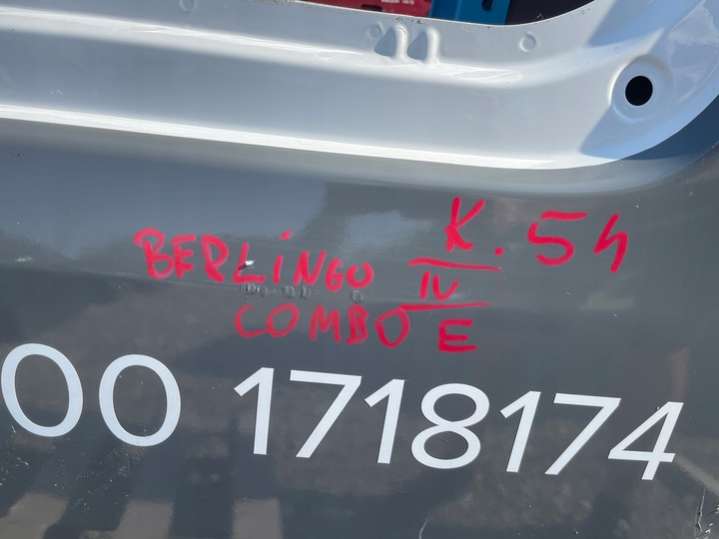 K.54
BERLiNGO IV
COMBO E
00 1718174